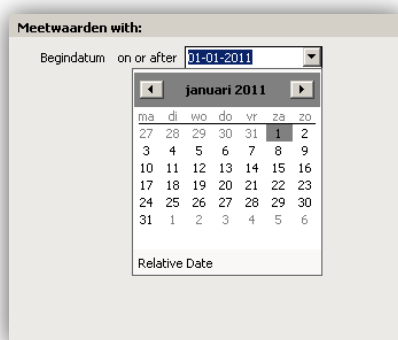 Meetwaarden with:
Begindatum on or after 01-01-2011
januari 2011
ma di wo do vr za zo
27 28 29 30 31 1 2
3 4 5 6 7 8 9
10 11 12 13 14 15 16
17 18 19 20 21 22 23
24 25 26 27 28 29 30
31 1 2 3 4 5 6
Relative Date